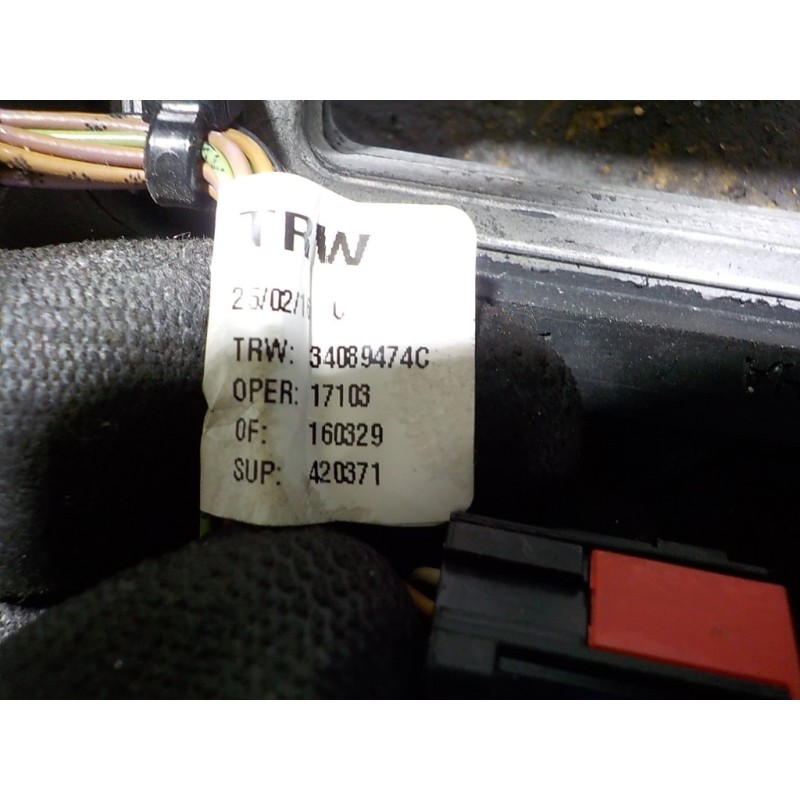 TRW
TRW: 34089474C
OPER: 17103
OF: 160329
SUP: 420371